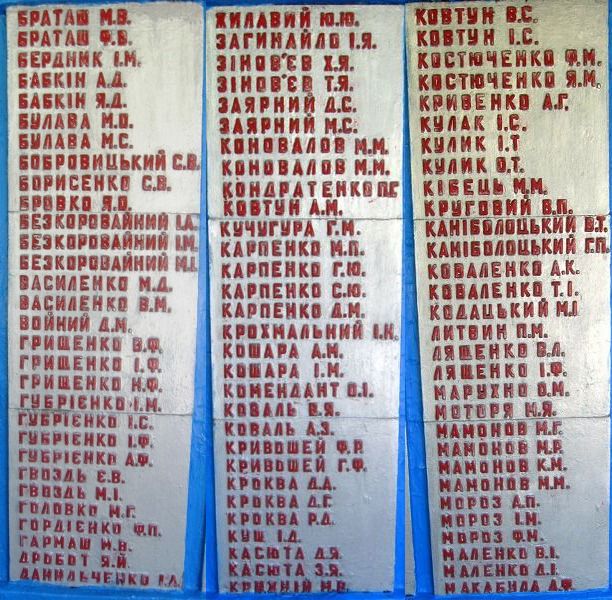 БРАТАШ М.В.
БРАТАШ Ф.В.
БЕРДНИК І.М.
БАБКІН А.Д.
БАБКІН Я.Д.
БУЛАВА М.О.
БУЛАВА М.С.
БОБРОВИЦЬКИЙ С.В.
БОРИСЕНКО С.В.
БРОВКО Я.О.
БЕЗКОРОВАЙНИЙ І.А.
БЕЗКОРОВАЙНИЙ І.М.
БЕЗКОРОВАЙНИЙ М.І.
ВАСИЛЕНКО М.Д.
ВАСИЛЕНКО В.М.
ВОЙНИЙ Д.М.
ГРИЩЕНКО В.Ф.
ГРИЩЕНКО І.Ф.
ГРИЩЕНКО Н.Ф.
ГУБРІЄНКО І.М.
ГУБРІЄНКО І.С.
ГУБРІЄНКО І.Ф.
ГУБРІЄНКО А.Ф.
ГВОЗДЬ Є.В.
ГВОЗДЬ М.І.
ГОЛОВКО М.Г.
ГОРДІЄНКО Ф.П.
ГАРМАШ М.В.
ДРОБОТ Я.Й.
ДАНИЛЬЧЕНКО І.Л.
ЖИЛАВИЙ Ю.Ю.
ЗАГИНАЙЛО І.Я.
ЗІНОВ'ЄВ Х.Я.
ЗІНОВ'ЄВ Т.Я.
ЗАЯРНИЙ Д.С.
ЗАЯРНИЙ М.С.
КОНОВАЛОВ М.М.
КОНОВАЛОВ М.М.
КОНДРАТЕНКО П.Г
КОВТУН А.М.
КУЧУГУРА Г.М.
КАРПЕНКО М.П.
КАРПЕНКО Г.Ю.
КАРПЕНКО С.Ю.
КАРПЕНКО Д.М.
КРОХМАЛЬНИЙ І.К.
КОШАРА А.М.
КОШАРА І.М.
КОМЕНДАНТ О.І.
КОВАЛЬ В.Я.
КОВАЛЬ А.З.
КРИВОШЕЙ Ф.Р.
КРИВОШЕЙ Г.Ф.
КРОКВА Д.А.
КРОКВА Д.Г.
КРОКВА Р.Д.
КУЩ І.Д.
КАСЮТА Д.Я.
КАСЮТА З.Я.
КРИЖНІЙ М.Р.
КОВТУН В.С.
КОВТУН І.С.
КОСТЮЧЕНКО Ф.М.
КОСТЮЧЕНКО Я.М.
КРИВЕНКО А.Г.
КУЛАК І.С.
КУЛИК І.Т
КУЛИК О.Т.
КІБЕЦЬ М.М.
КРУГОВИЙ В.П.
КАНІБОЛОЦЬКИЙ В.Т.
КАНІБОЛОЦЬКИЙ Г.П.
КОВАЛЕНКО А.К.
КОВАЛЕНКО Т.І.
КОДАЦЬКИЙ М.І
ЛИТВИН П.М.
ЛЯЩЕНКО В.Л.
ЛЯЩЕНКО І.Ф.
МАРУХНО О.М.
МОТОРЯ М.Я.
МАМОНОВ М.Г.
МАМОНОВ М.Р.
МАМОНОВ К.М.
МАМОНОВ М.М.
МОРОЗ Д.П.
МОРОЗ І.М.
МОРОЗ Ф.М.
МАЛЕНКО В.І.
МАЛЕНКО Д.І.
МАКАБУЛА Д.Ф.